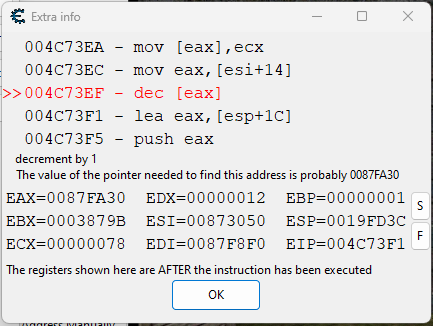 Extra info
004C73EA - mov [eax],ecx
004C73EC - mov eax,[esi+14]
>>004C73EF - dec [eax]
004C73F1 - lea eax,[esp+1C]
004C73F5 - push eax
decrement by 1
The value of the pointer needed to find this address is probably 0087FA30
EAX=0087FA30 EDX=00000012 EBP=00000001
EBX=0003879B ESI=00873050 ESP=0019FD3C
ECX=00000078 EDI=0087F8F0 EIP=004C73F1
S
F
The registers shown here are AFTER the instruction has been executed
OK